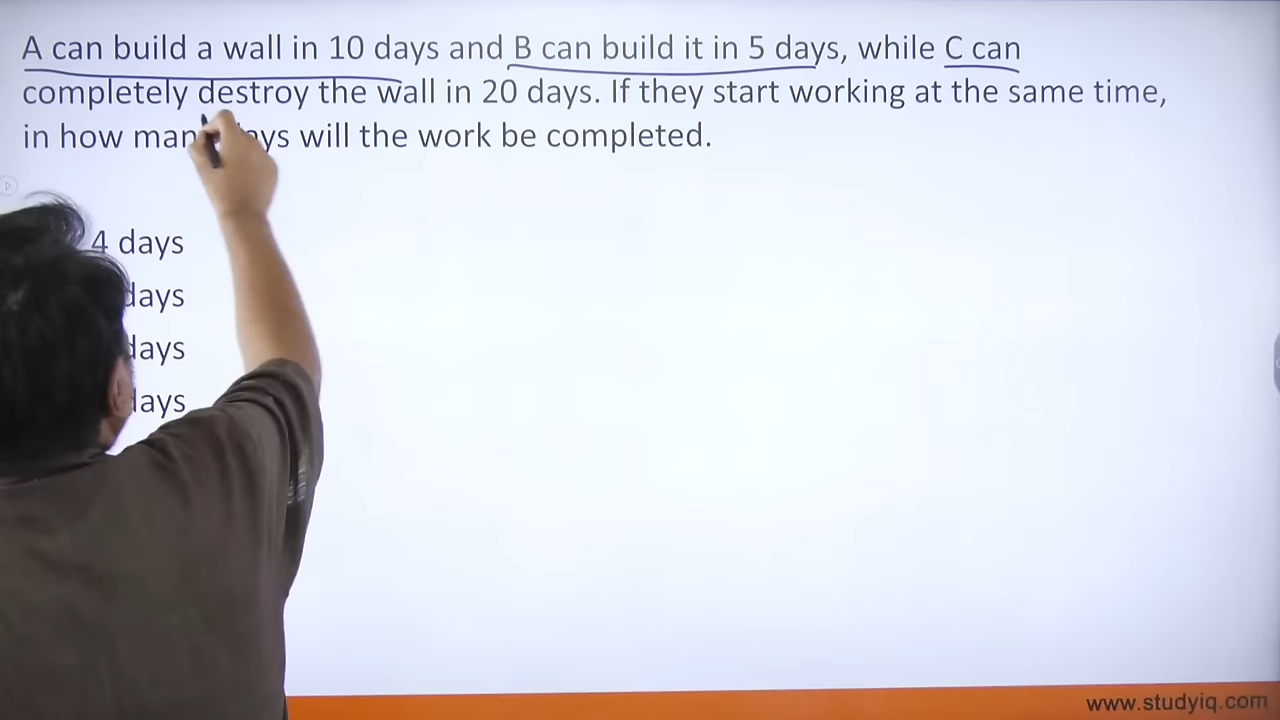 A can build a wall in 10 days and B can build it in 5 days, while C can
completely destroy the wall in 20 days. If they start working at the same time,
in how will the work be completed.
4 days
days
days
days
www.studyiq.com